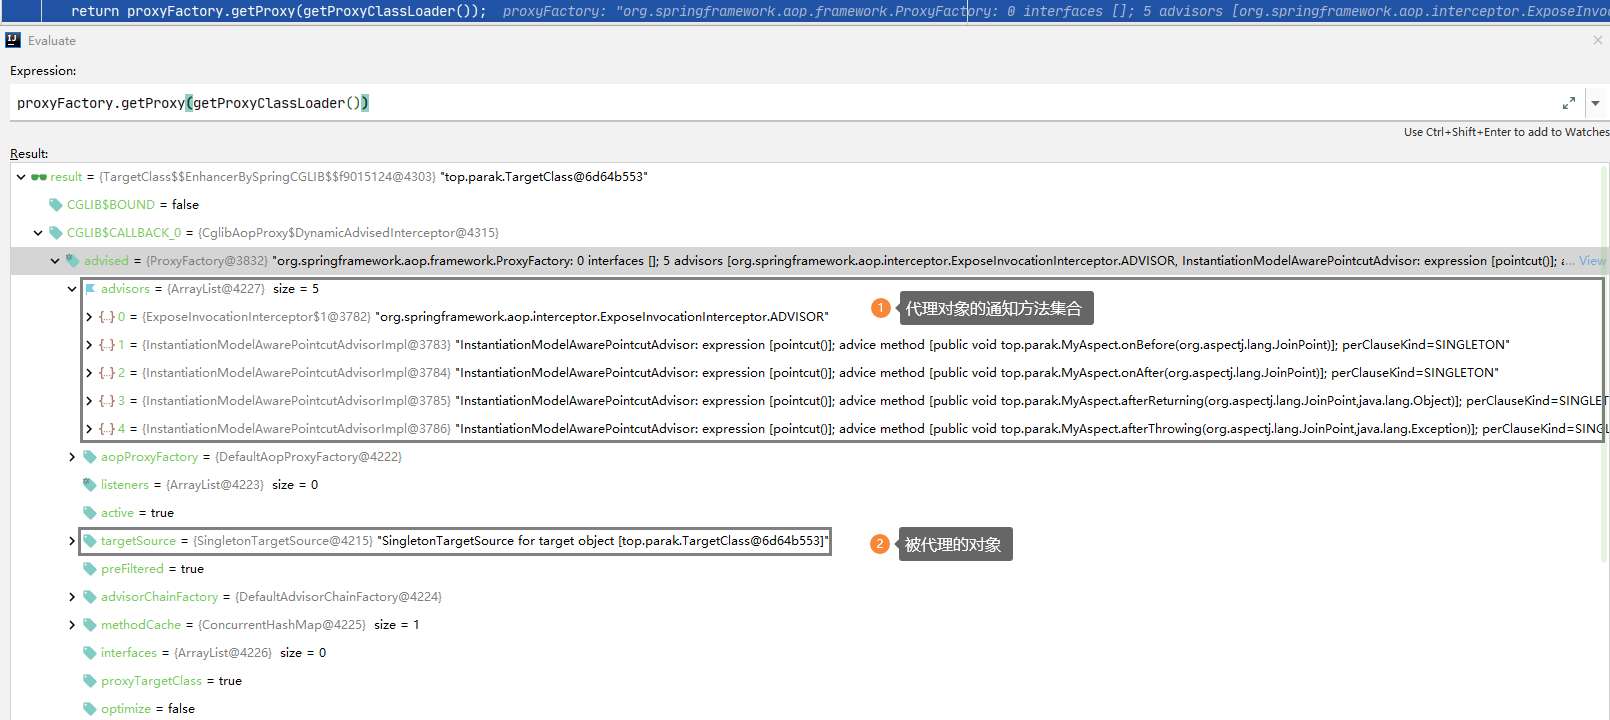 return proxyFactory.getProxy(getProxyClassLoader()); proxyFactory: "org.springframework.aop.framework.ProxyFactory: 0 interfaces []; 5 advisors [org.springframework.aop.interceptor.ExposeInvoc
Evaluate
Expression:
proxyFactory.getProxy(getProxyClassLoader())
Use Ctrl+Shift+Enter to add to Watches
Result:
result = {TargetClass$$EnhancerBySpringCGLIB$$f9015124@4303} "top.parak.TargetClass@6d64b553"
CGLIB$BOUND = false
CGLIB$CALLBACK_0 = {CglibAopProxy$DynamicAdvisedInterceptor@4315}
advised = {ProxyFactory@3832} "org.springframework.aop.framework.ProxyFactory: 0 interfaces []; 5 advisors [org.springframework.aop.interceptor.ExposeInvocationInterceptor.ADVISOR, InstantiationModelAwarePointcutAdvisor: expression [pointcut()]; a... View
advisors = {ArrayList@4227} size = 5
1 代理对象的通知方法集合
0 = {ExposeInvocationInterceptor$1@3782} "org.springframework.aop.interceptor.ExposeInvocationInterceptor.ADVISOR"
1 = {InstantiationModelAwarePointcutAdvisorImpl@3783} "InstantiationModelAwarePointcutAdvisor: expression [pointcut()]; advice method [public void top.parak.MyAspect.onBefore(org.aspectj.lang.JoinPoint)]; perClauseKind=SINGLETON"
2 = {InstantiationModelAwarePointcutAdvisorImpl@3784} "InstantiationModelAwarePointcutAdvisor: expression [pointcut()]; advice method [public void top.parak.MyAspect.onAfter(org.aspectj.lang.JoinPoint)]; perClauseKind=SINGLETON"
3 = {InstantiationModelAwarePointcutAdvisorImpl@3785} "InstantiationModelAwarePointcutAdvisor: expression [pointcut()]; advice method [public void top.parak.MyAspect.afterReturning(org.aspectj.lang.JoinPoint,java.lang.Object)]; perClauseKind=SINGLET
4 = {InstantiationModelAwarePointcutAdvisorImpl@3786} "InstantiationModelAwarePointcutAdvisor: expression [pointcut()]; advice method [public void top.parak.MyAspect.afterThrowing(org.aspectj.lang.JoinPoint,java.lang.Exception)]; perClauseKind=SINGL
aopProxyFactory = {DefaultAopProxyFactory@4222}
listeners = {ArrayList@4223} size = 0
active = true
targetSource = {SingletonTargetSource@4215} "SingletonTargetSource for target object [top.parak.TargetClass@6d64b553]"
2 被代理的对象
preFiltered = true
advisorChainFactory = {DefaultAdvisorChainFactory@4224}
methodCache = {ConcurrentHashMap@4225} size = 1
interfaces = {ArrayList@4226} size = 0
proxyTargetClass = true
optimize = false